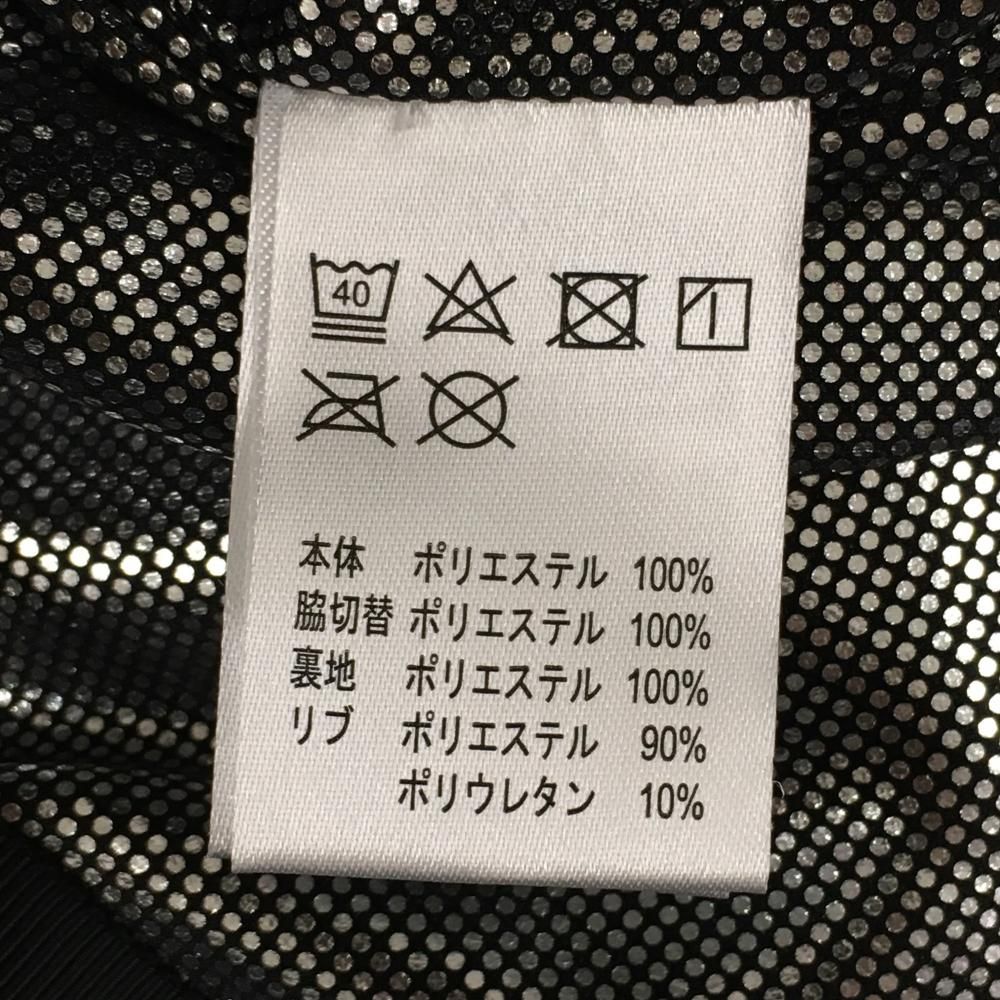 40
本体 ポリエステル 100%
脇切替 ポリエステル 100%
裏地 ポリエステル 100%
リブ ポリエステル 90%
ポリウレタン 10%